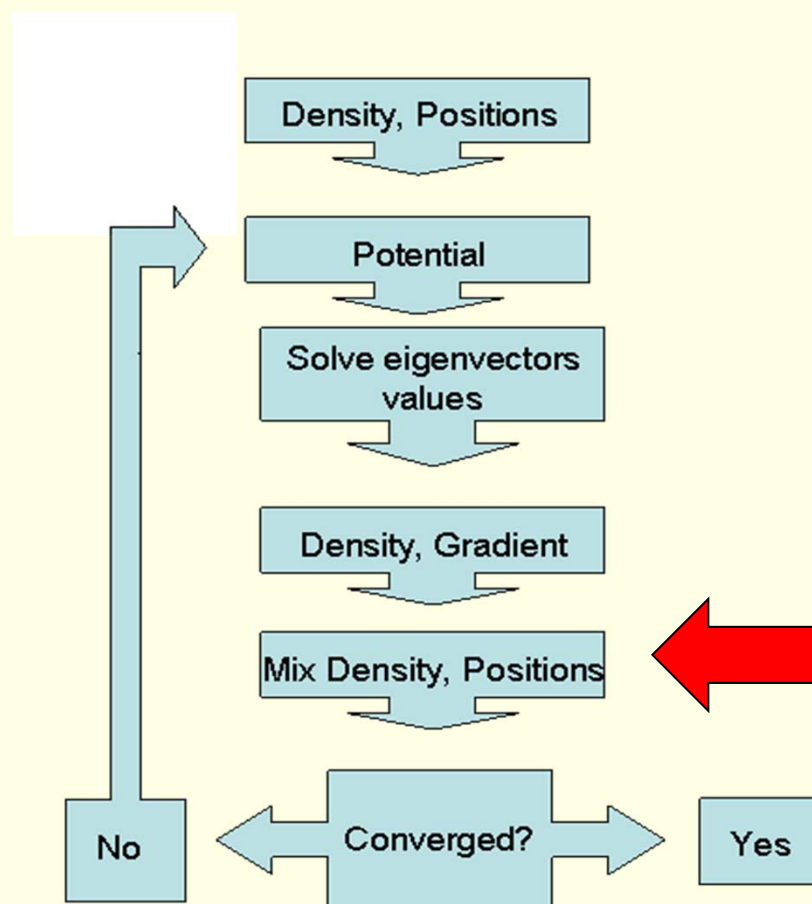 Density, Positions
Potential
Solve eigenvectors
values
Density, Gradient
Mix Density, Positions
No
Converged?
Yes